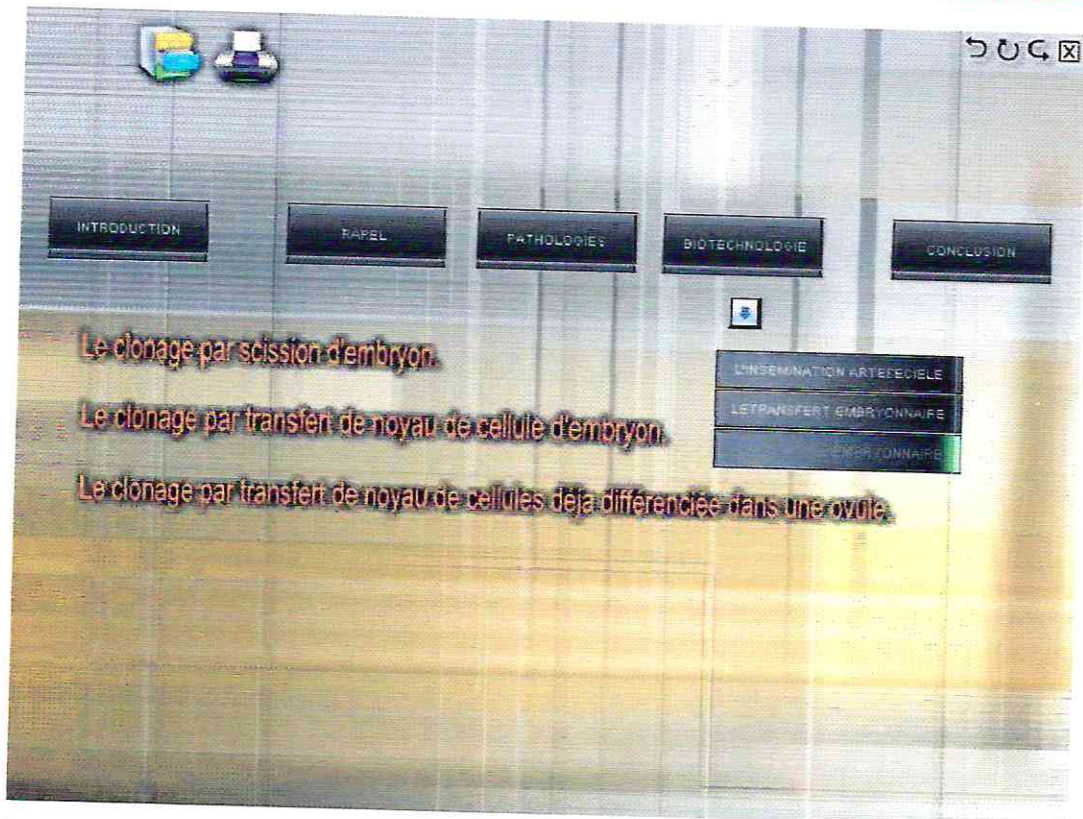 INTRODUCTION
RAPEL
PATHOLOGIES
BIOTECHNOLOGIE
CONCLUSION
Le clonage par scission d'embryon.
L'INSEMINATION ARTEFECIELE
Le clonage par transfert de noyau de cellule d'embryon.
LETRANSFERT EMBRYONNAIRE
EMBRYONNAIRE
Le clonage par transfert de noyau de cellules déja différenciée dans une ovule.